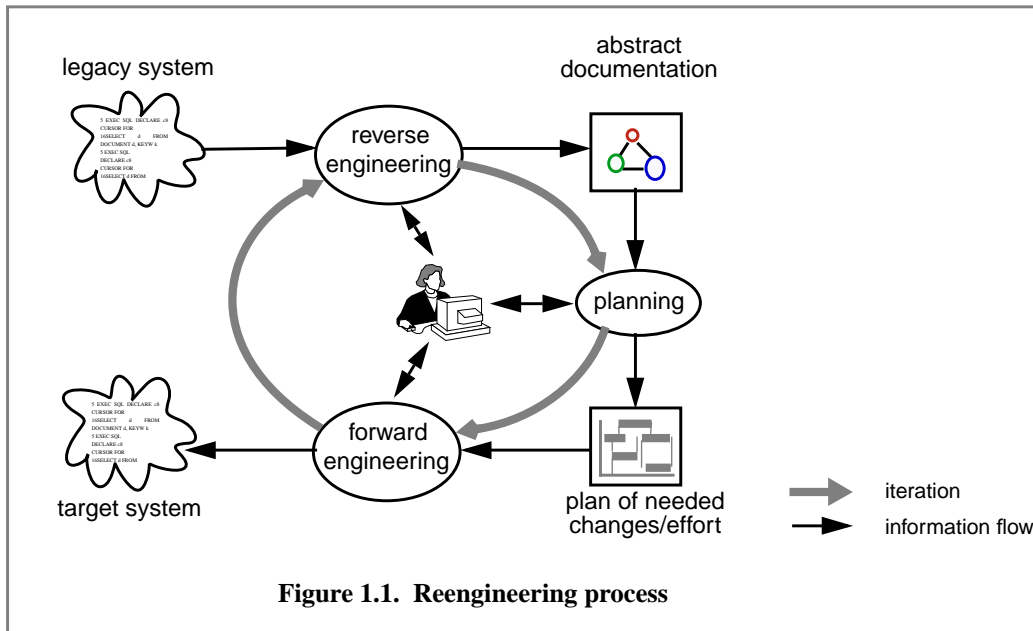 abstract
documentation
legacy system
5 EXEC SQL DECLARE c8
CURSOR FOR
16SELECT d FROM
DOCUMENT d, KEYW k
5 EXEC SQL
DECLARE c8
CURSOR FOR
16SELECT d FROM
reverse
engineering
planning
5 EXEC SQL DECLARE c8
CURSOR FOR
16SELECT d FROM
DOCUMENT d, KEYW k
5 EXEC SQL
DECLARE c8
CURSOR FOR
16SELECT d FROM
target system
forward
engineering
plan of needed
changes/effort
iteration
information flow
Figure 1.1. Reengineering process